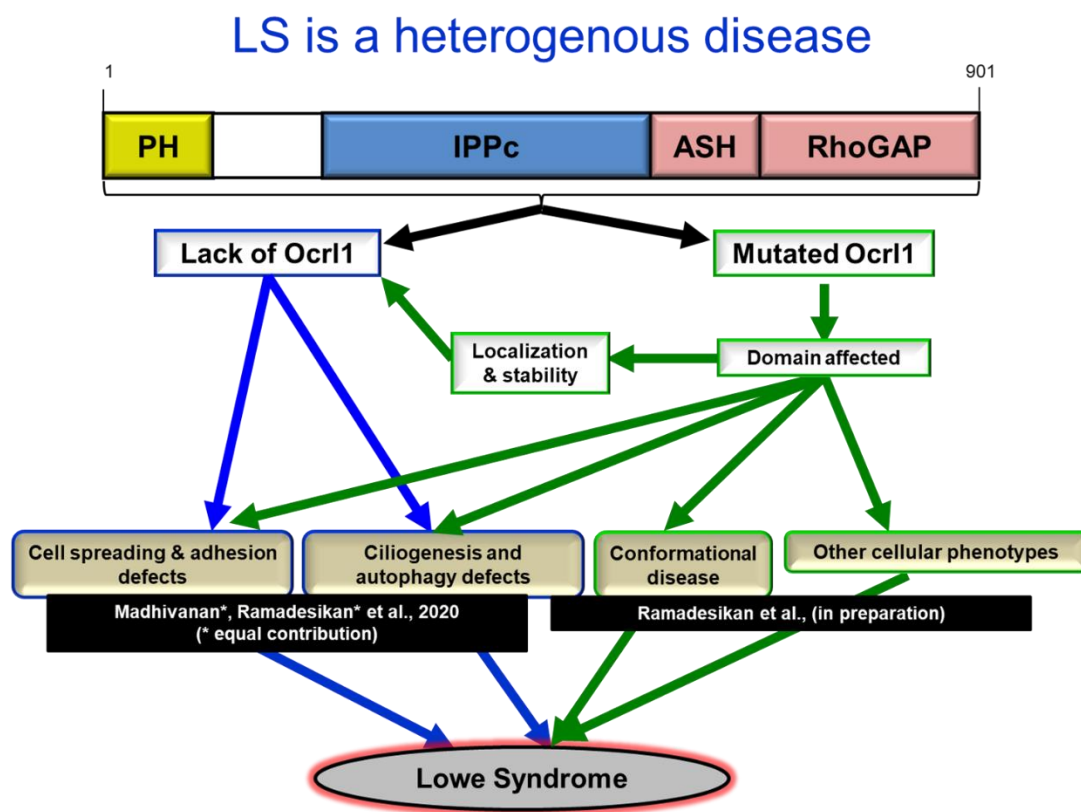 LS is a heterogenous disease
1
901
PH
IPPc
ASH
RhoGAP
Lack of Ocrl1
Mutated Ocrl1
Localization
& stability
Domain affected
Cell spreading & adhesion
defects
Ciliogenesis and
autophagy defects
Conformational
disease
Other cellular phenotypes
Madhivanan*, Ramadesikan* et al., 2020
(* equal contribution)
Ramadesikan et al., (in preparation)
Lowe Syndrome